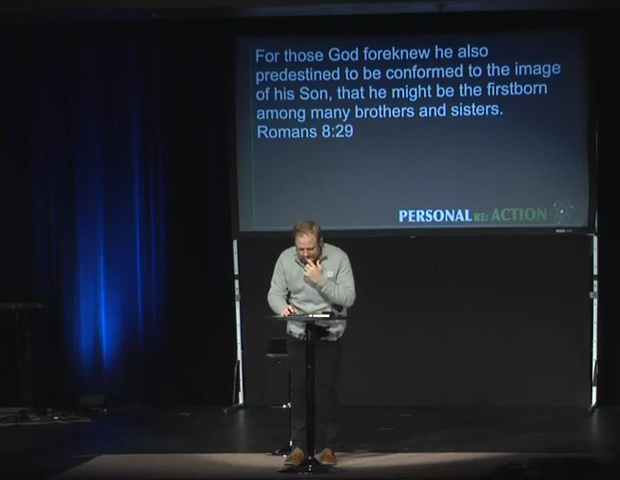 For those God foreknew he also
predestined to be conformed to the image
of his Son, that he might be the firstborn
among many brothers and sisters.
Romans 8:29
PERSONAL RE: ACTION